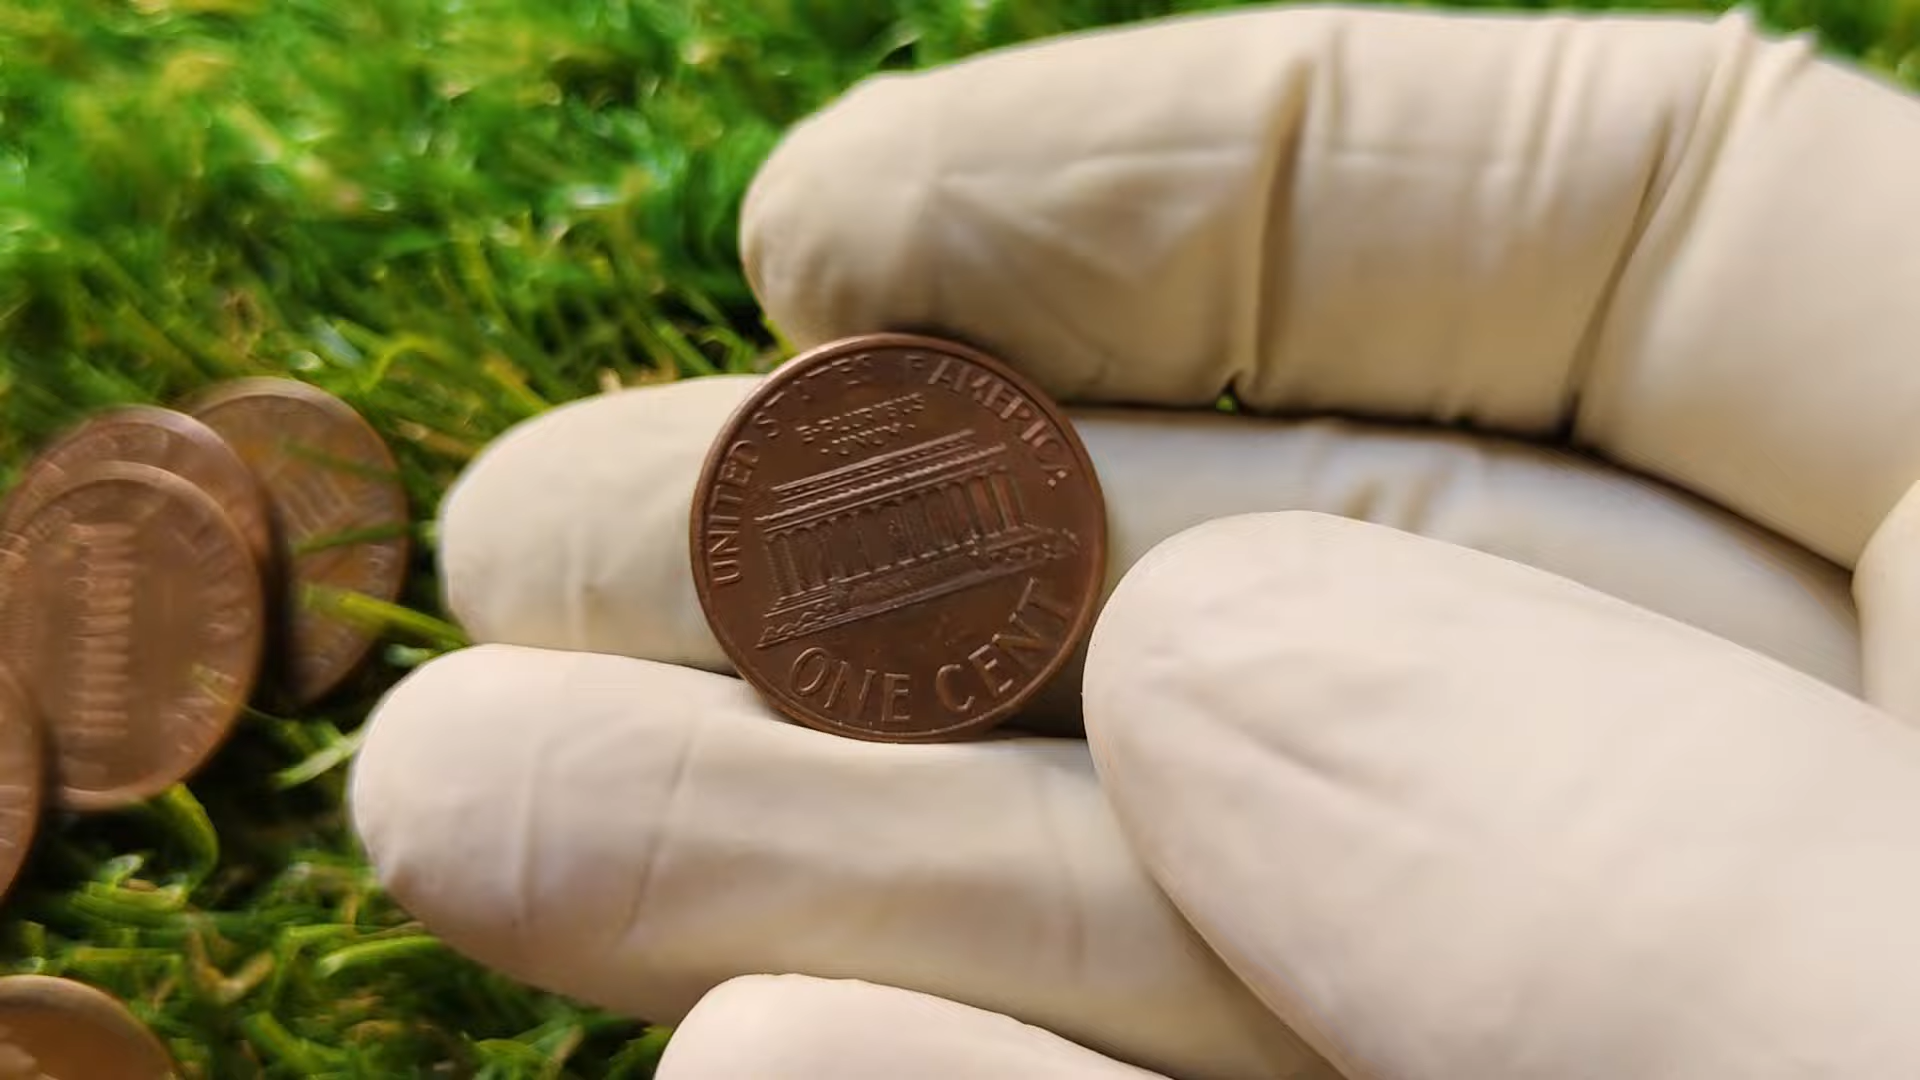 UNITED STATES OF AMERICA
E·PLURIBUS
·UNUM·
ONE CENT